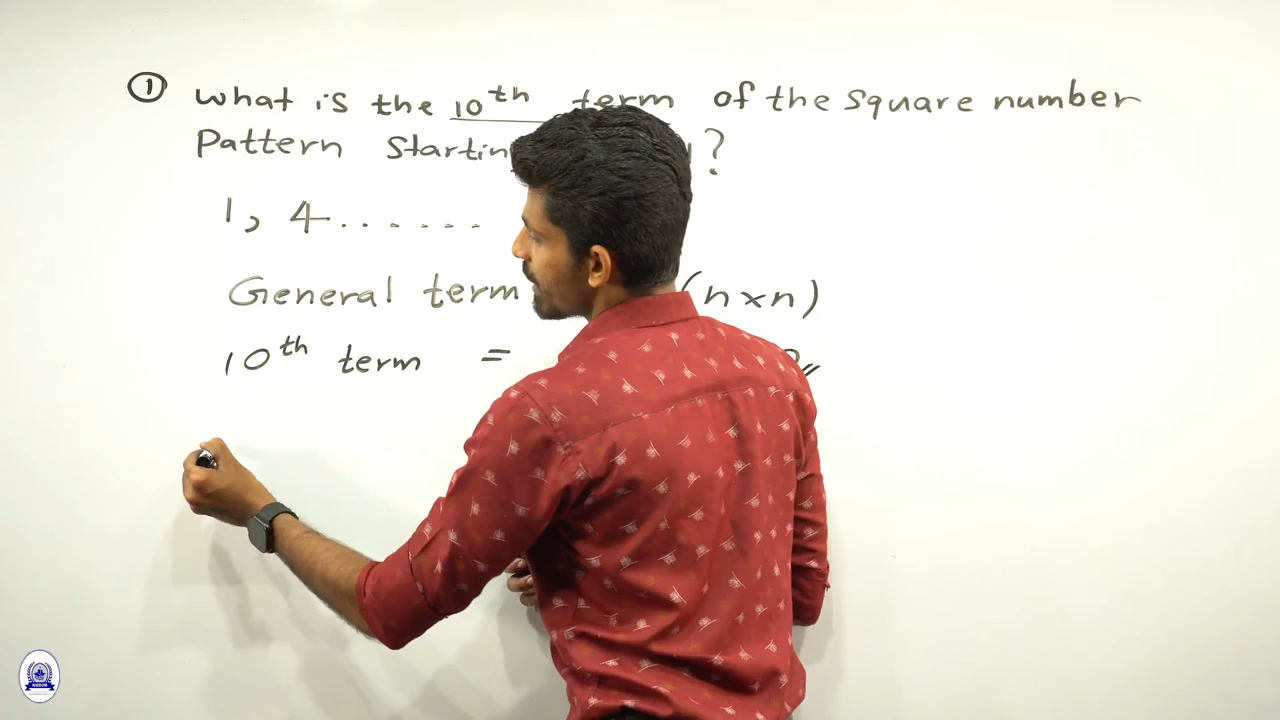 ① What is the 10th term of the square number
Pattern Startin ?
1, 4.......
General term (n×n)
10th term =